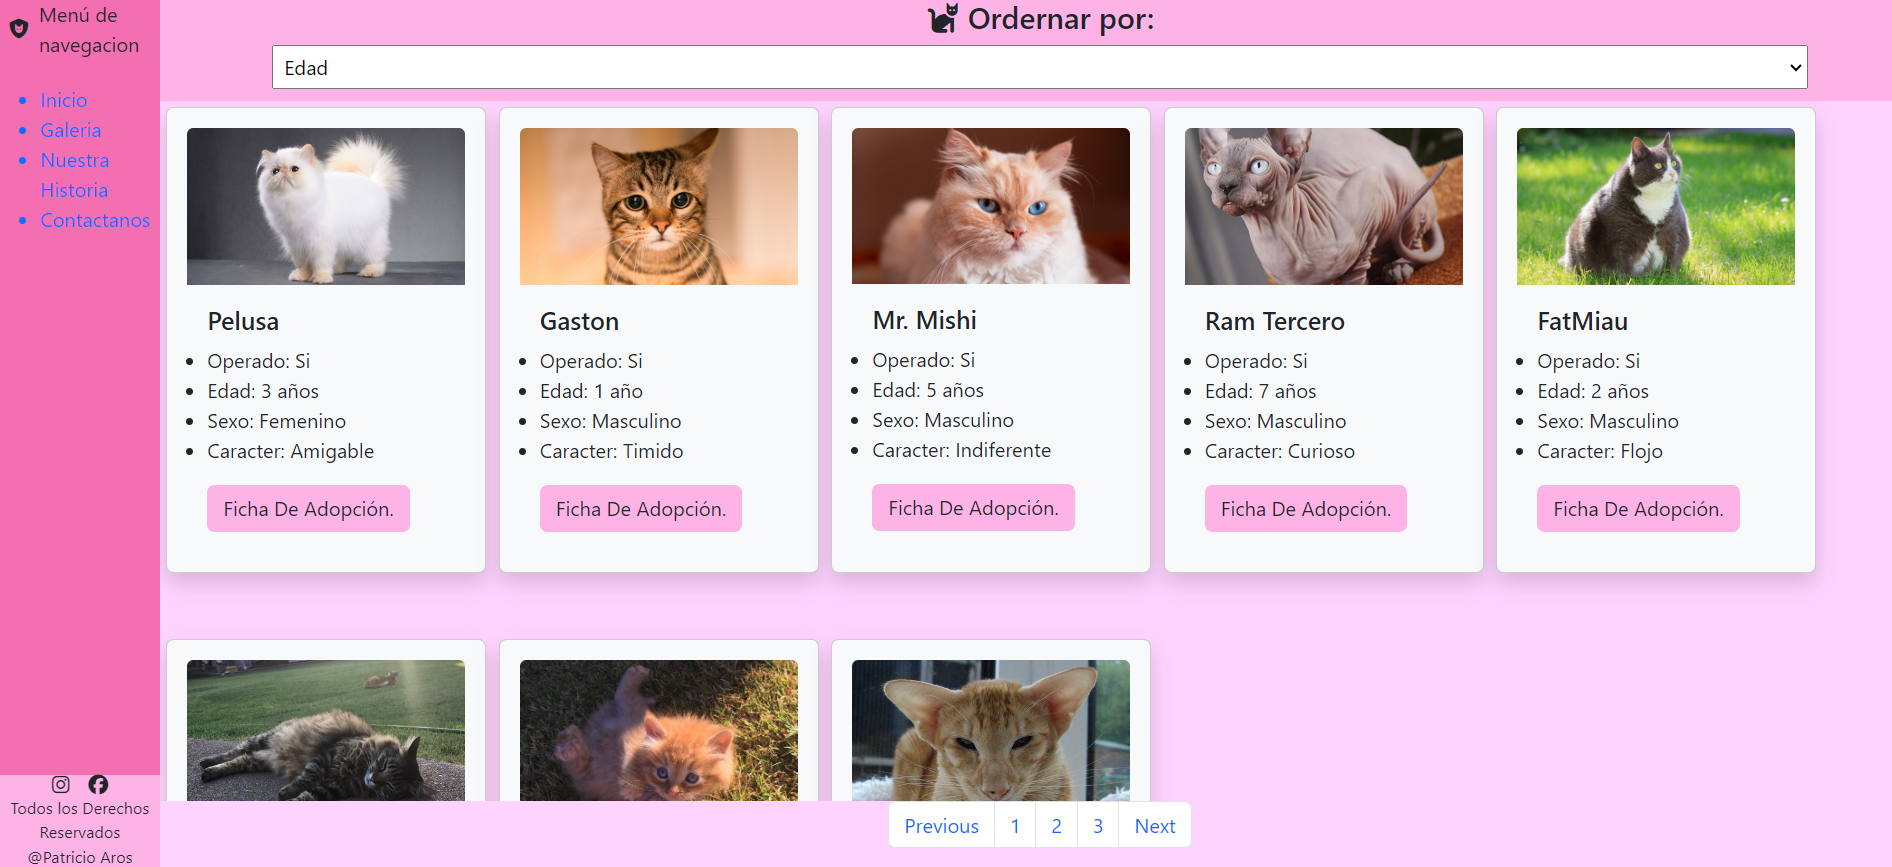 Menú de
navegacion
Inicio
Galeria
Nuestra
Historia
Contactanos
Todos los Derechos
Reservados
@Patricio Aros
Ordernar por:
Edad
Pelusa
Operado: Si
Edad: 3 años
Sexo: Femenino
Caracter: Amigable
Ficha De Adopción.
Gaston
Operado: Si
Edad: 1 año
Sexo: Masculino
Caracter: Timido
Ficha De Adopción.
Mr. Mishi
Operado: Si
Edad: 5 años
Sexo: Masculino
Caracter: Indiferente
Ficha De Adopción.
Ram Tercero
Operado: Si
Edad: 7 años
Sexo: Masculino
Caracter: Curioso
Ficha De Adopción.
FatMiau
Operado: Si
Edad: 2 años
Sexo: Masculino
Caracter: Flojo
Ficha De Adopción.
Previous 1 2 3 Next